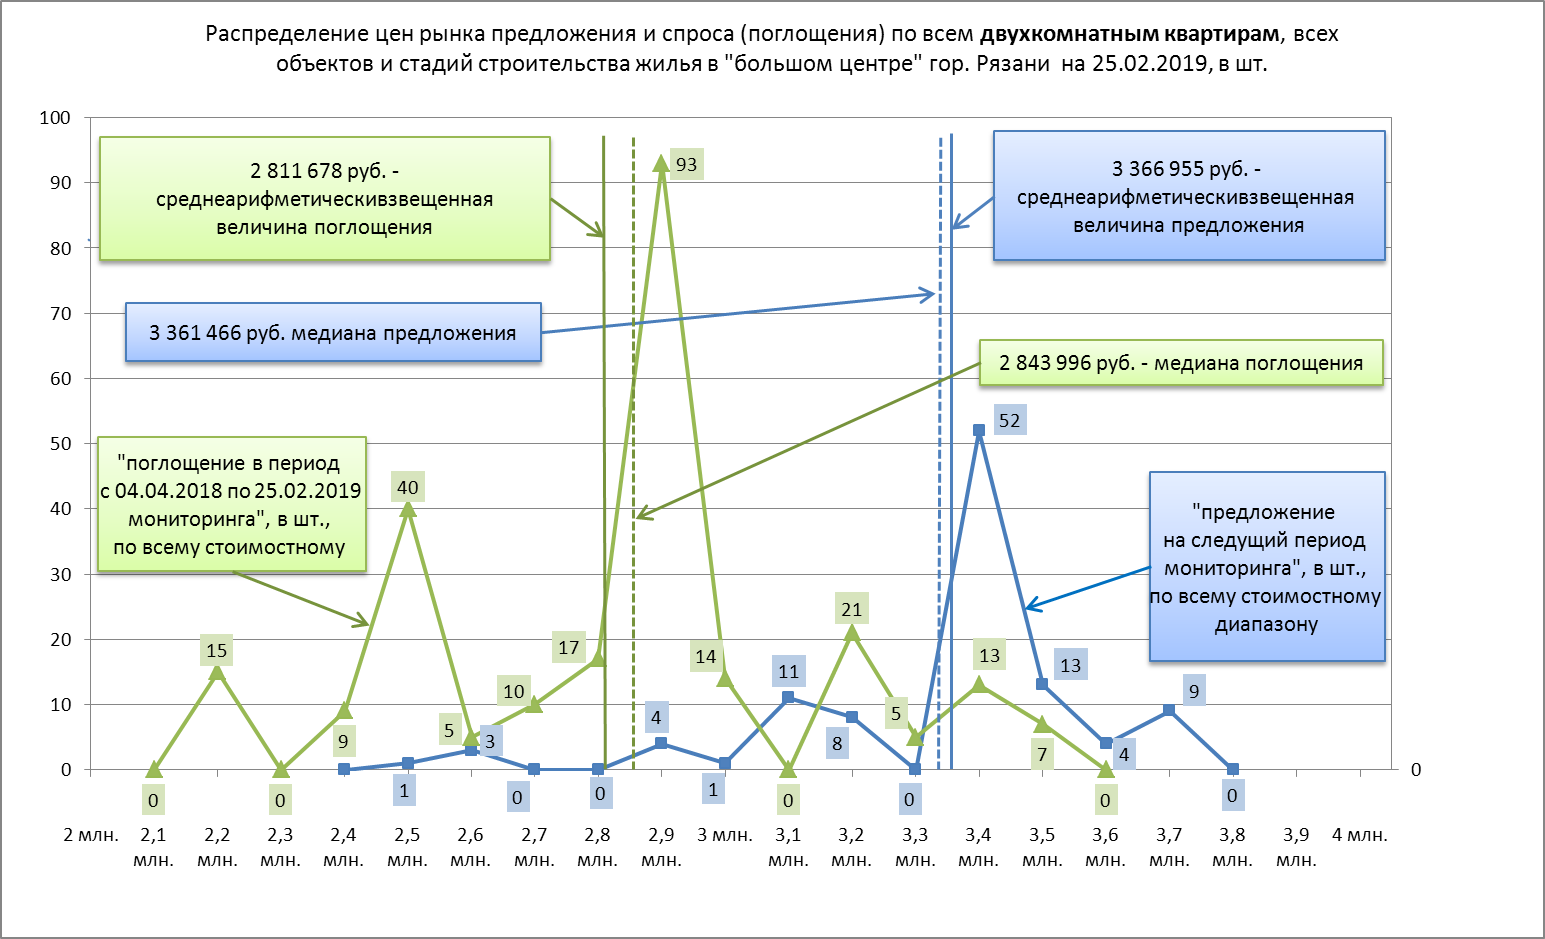 Распределение цен рынка предложения и спроса (поглощения) по всем двухкомнатным квартирам, всех
объектов и стадий строительства жилья в "большом центре" гор. Рязани на 25.02.2019, в шт.
100
90
80
70
60
50
40
30
20
10
0
2 811 678 руб. -
среднеарифметическивзвещенная
величина поглощения
3 366 955 руб. -
среднеарифметическивзвещенная
величина предложения
3 361 466 руб. медиана предложения
2 843 996 руб. - медиана поглощения
"поглощение в период
с 04.04.2018 по 25.02.2019
мониторинга", в шт.,
по всему стоимостному
"предложение
на следущий период
мониторинга", в шт.,
по всему стоимостному
диапазону
0
15
0
9
40
5
10
17
93
14
0
21
5
13
7
0
1
3
0
0
4
1
11
8
0
52
13
4
9
0
0
2 млн.
2,1
млн.
2,2
млн.
2,3
млн.
2,4
млн.
2,5
млн.
2,6
млн.
2,7
млн.
2,8
млн.
2,9
млн.
3 млн.
3,1
млн.
3,2
млн.
3,3
млн.
3,4
млн.
3,5
млн.
3,6
млн.
3,7
млн.
3,8
млн.
3,9
млн.
4 млн.